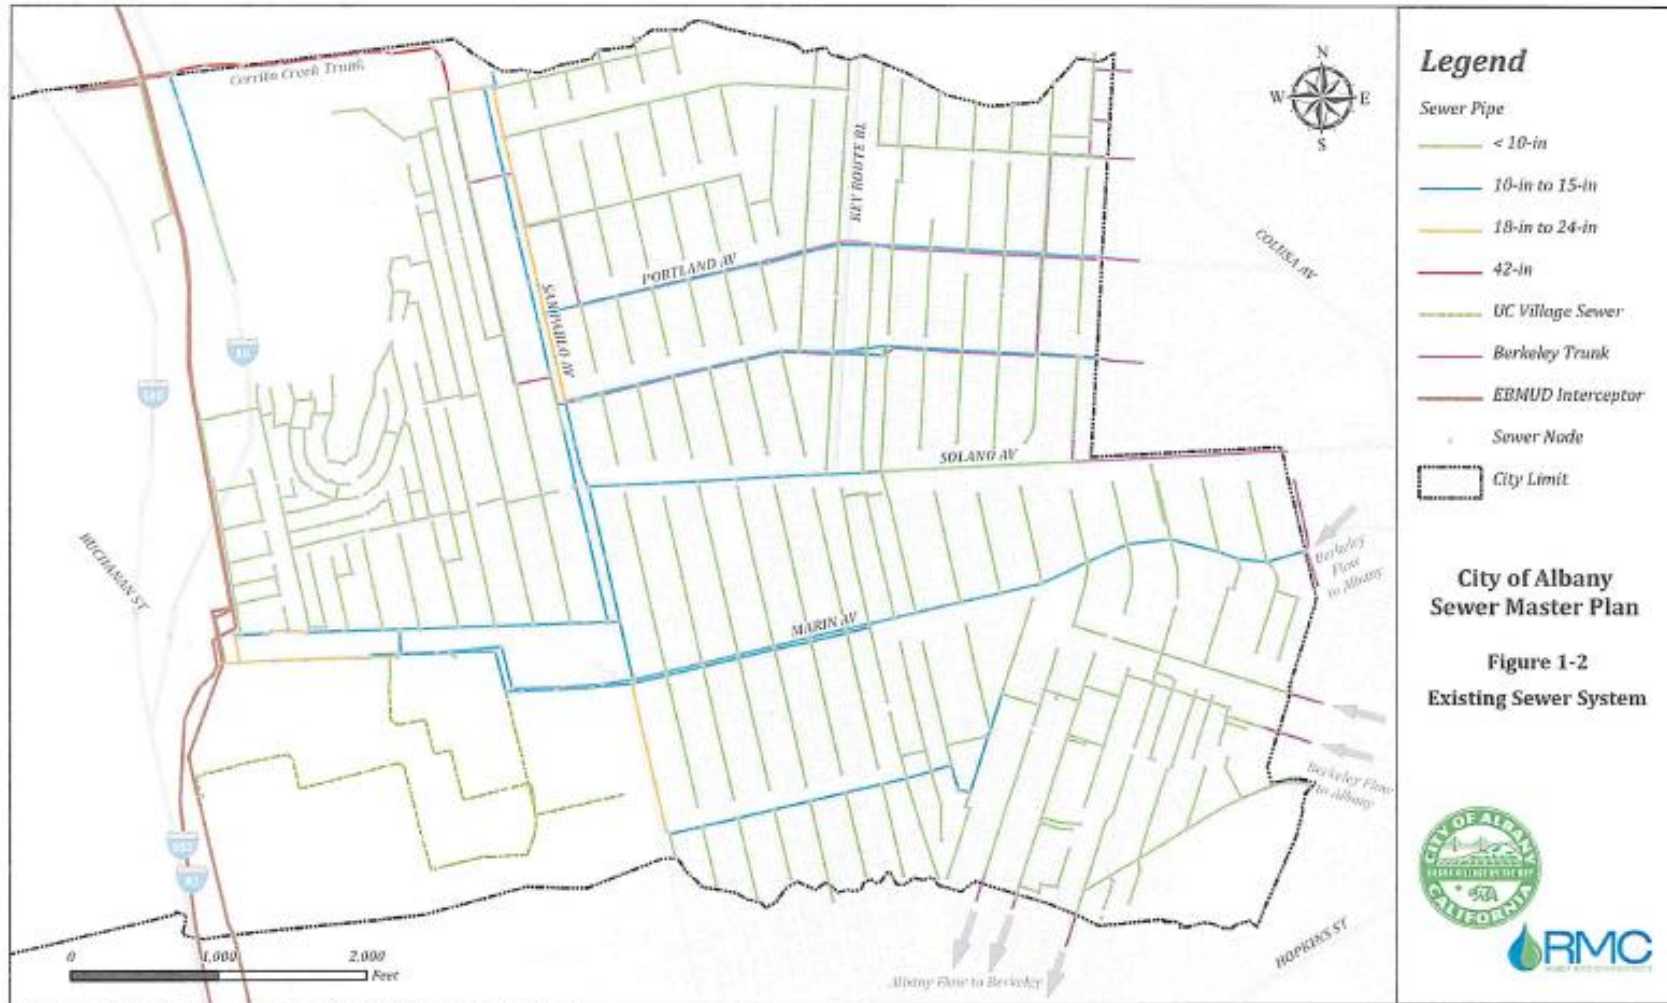 Legend
Sewer Pipe
< 10-in
10-in to 15-in
18-in to 24-in
42-in
UC Village Sewer
Berkeley Trunk
EBMUD Interceptor
Sewer Node
City Limit
City of Albany
Sewer Master Plan
Figure 1-2
Existing Sewer System
CITY OF ALBANY
CALIFORNIA
RMC
N
W
E
S
Cerrito Creek Trunk
KEY ROUTE BL
COLUSA AV
PORTLAND AV
SAN PABLO AV
80
580
SOLANO AV
BUCHANAN ST
MARIN AV
Berkeley
Flow
to Albany
Berkeley Flow
to Albany
580
80
HOPKINS ST
Albany Flow to Berkeley
0
1,000
2,000
Feet